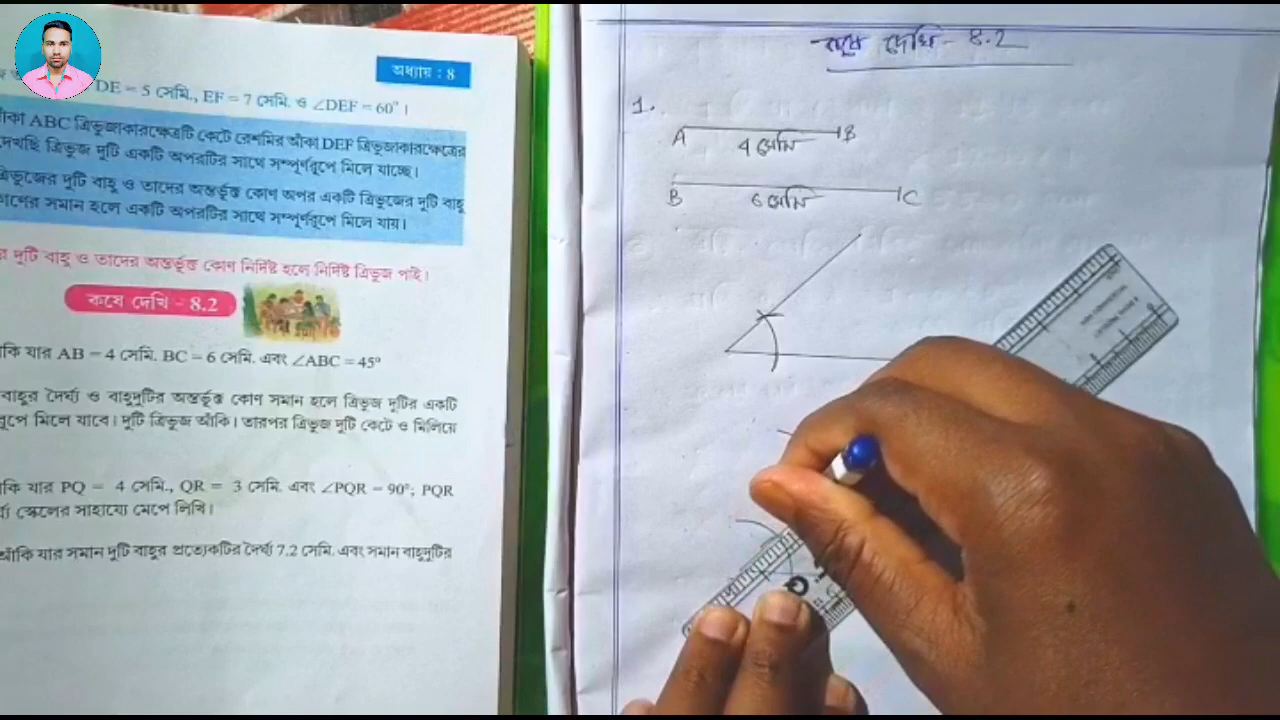 অধ্যায় : 8
DE = 5 সেমি., EF = 7 সেমি. ও ∠DEF = 60° ।
ABC ত্রিভুজাকারক্ষেত্রটি কেটে রেশমির আঁকা DEF ত্রিভুজাকারক্ষেত্রের
দেখছি ত্রিভুজ দুটি একটি অপরটির সাথে সম্পূর্ণরূপে মিলে যাচ্ছে।
ত্রিভুজের দুটি বাহু ও তাদের অন্তর্ভুক্ত কোণ অপর একটি ত্রিভুজের দুটি বাহু
সমান হলে একটি অপরটির সাথে সম্পূর্ণরূপে মিলে যায়।
দুটি বাহু ও তাদের অন্তর্ভুক্ত কোণ নির্দিষ্ট হলে নির্দিষ্ট ত্রিভুজ পাই।
কষে দেখি - 8.2
যার AB = 4 সেমি. BC = 6 সেমি. এবং ∠ABC = 45°
বাহুর দৈর্ঘ্য ও বাহুদুটির অন্তর্ভুক্ত কোণ সমান হলে ত্রিভুজ দুটির একটি
মিলে যাবে। দুটি ত্রিভুজ আঁকি। তারপর ত্রিভুজ দুটি কেটে ও মিলিয়ে
যার PQ = 4 সেমি., QR = 3 সেমি. এবং ∠PQR = 90°; PQR
স্কেলের সাহায্যে মেপে লিখি।
আঁকি যার সমান দুটি বাহুর প্রত্যেকটির দৈর্ঘ্য 7.2 সেমি. এবং সমান বাহুদুটির
কষে দেখি - 8.2
1.
A 4 সেমি B
B 6 সেমি C